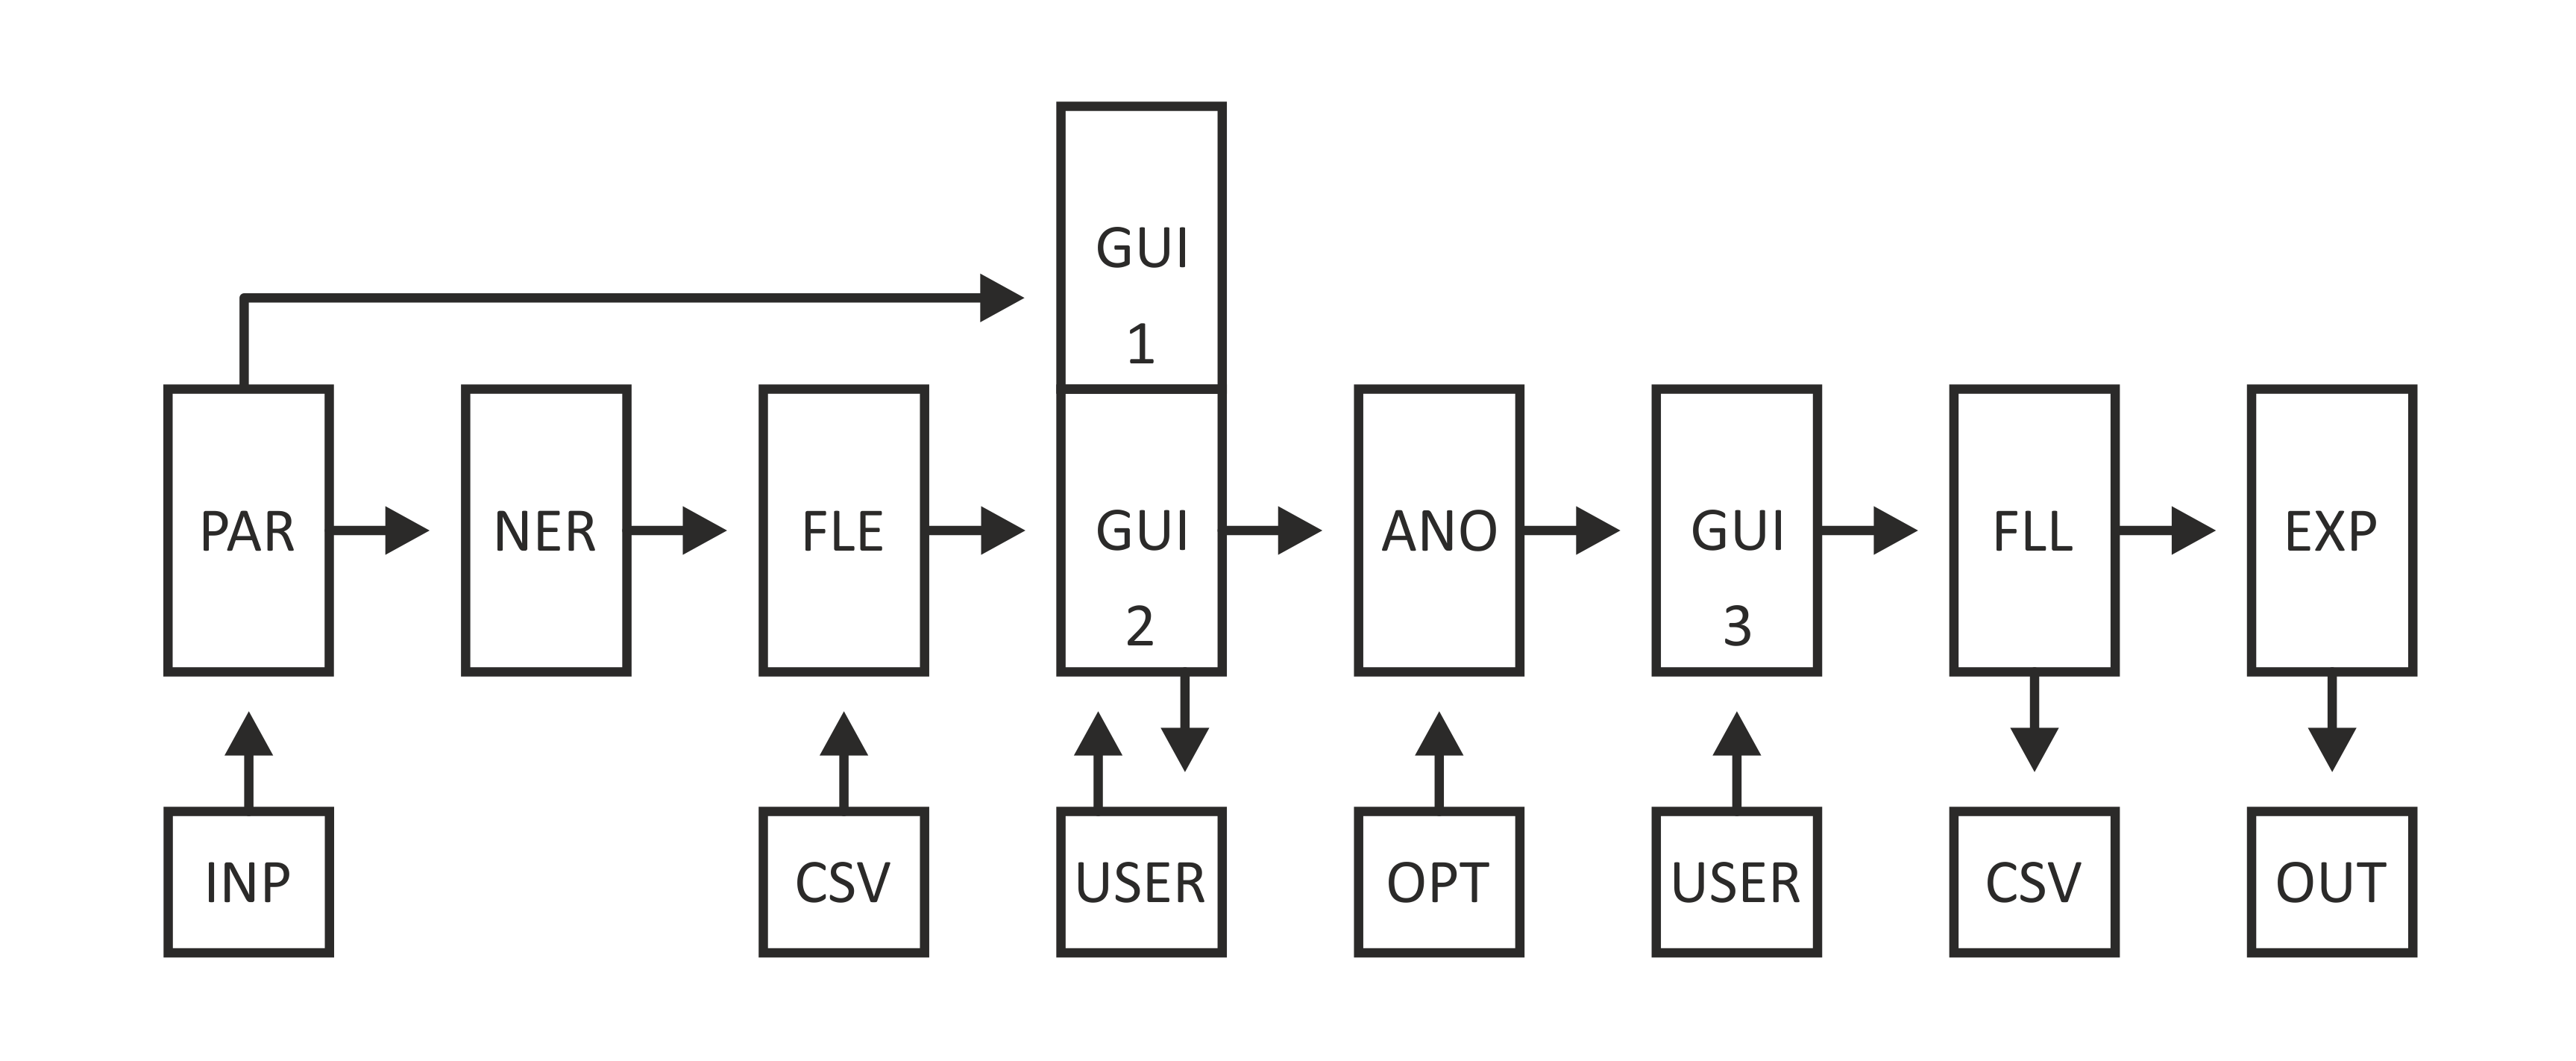 GUI
1
PAR
NER
FLE
GUI
2
ANO
GUI
3
FLL
EXP
INP
CSV
USER
OPT
USER
CSV
OUT